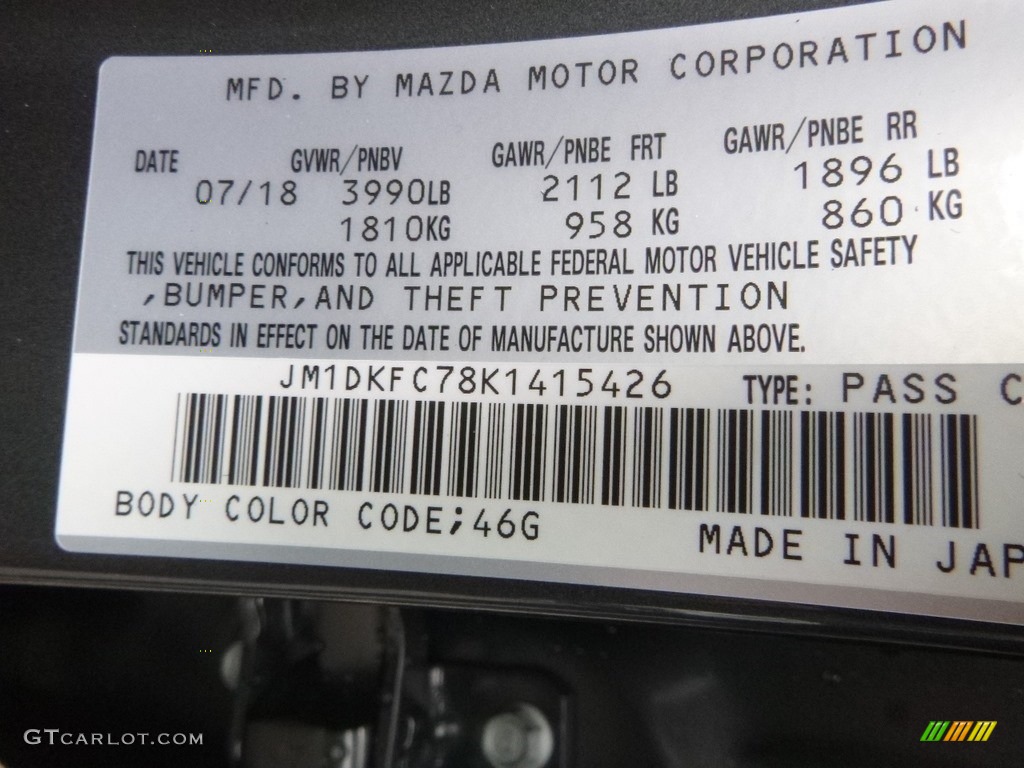 MFD. BY MAZDA MOTOR CORPORATION
DATE GVWR/PNBV GAWR/PNBE FRT GAWR/PNBE RR
07/18 3990LB 2112 LB 1896 LB
1810KG 958 KG 860 KG
THIS VEHICLE CONFORMS TO ALL APPLICABLE FEDERAL MOTOR VEHICLE SAFETY
,BUMPER,AND THEFT PREVENTION
STANDARDS IN EFFECT ON THE DATE OF MANUFACTURE SHOWN ABOVE.
JM1DKFC78K1415426 TYPE: PASS C
BODY COLOR CODE;46G MADE IN JAP
GTCARLOT.COM